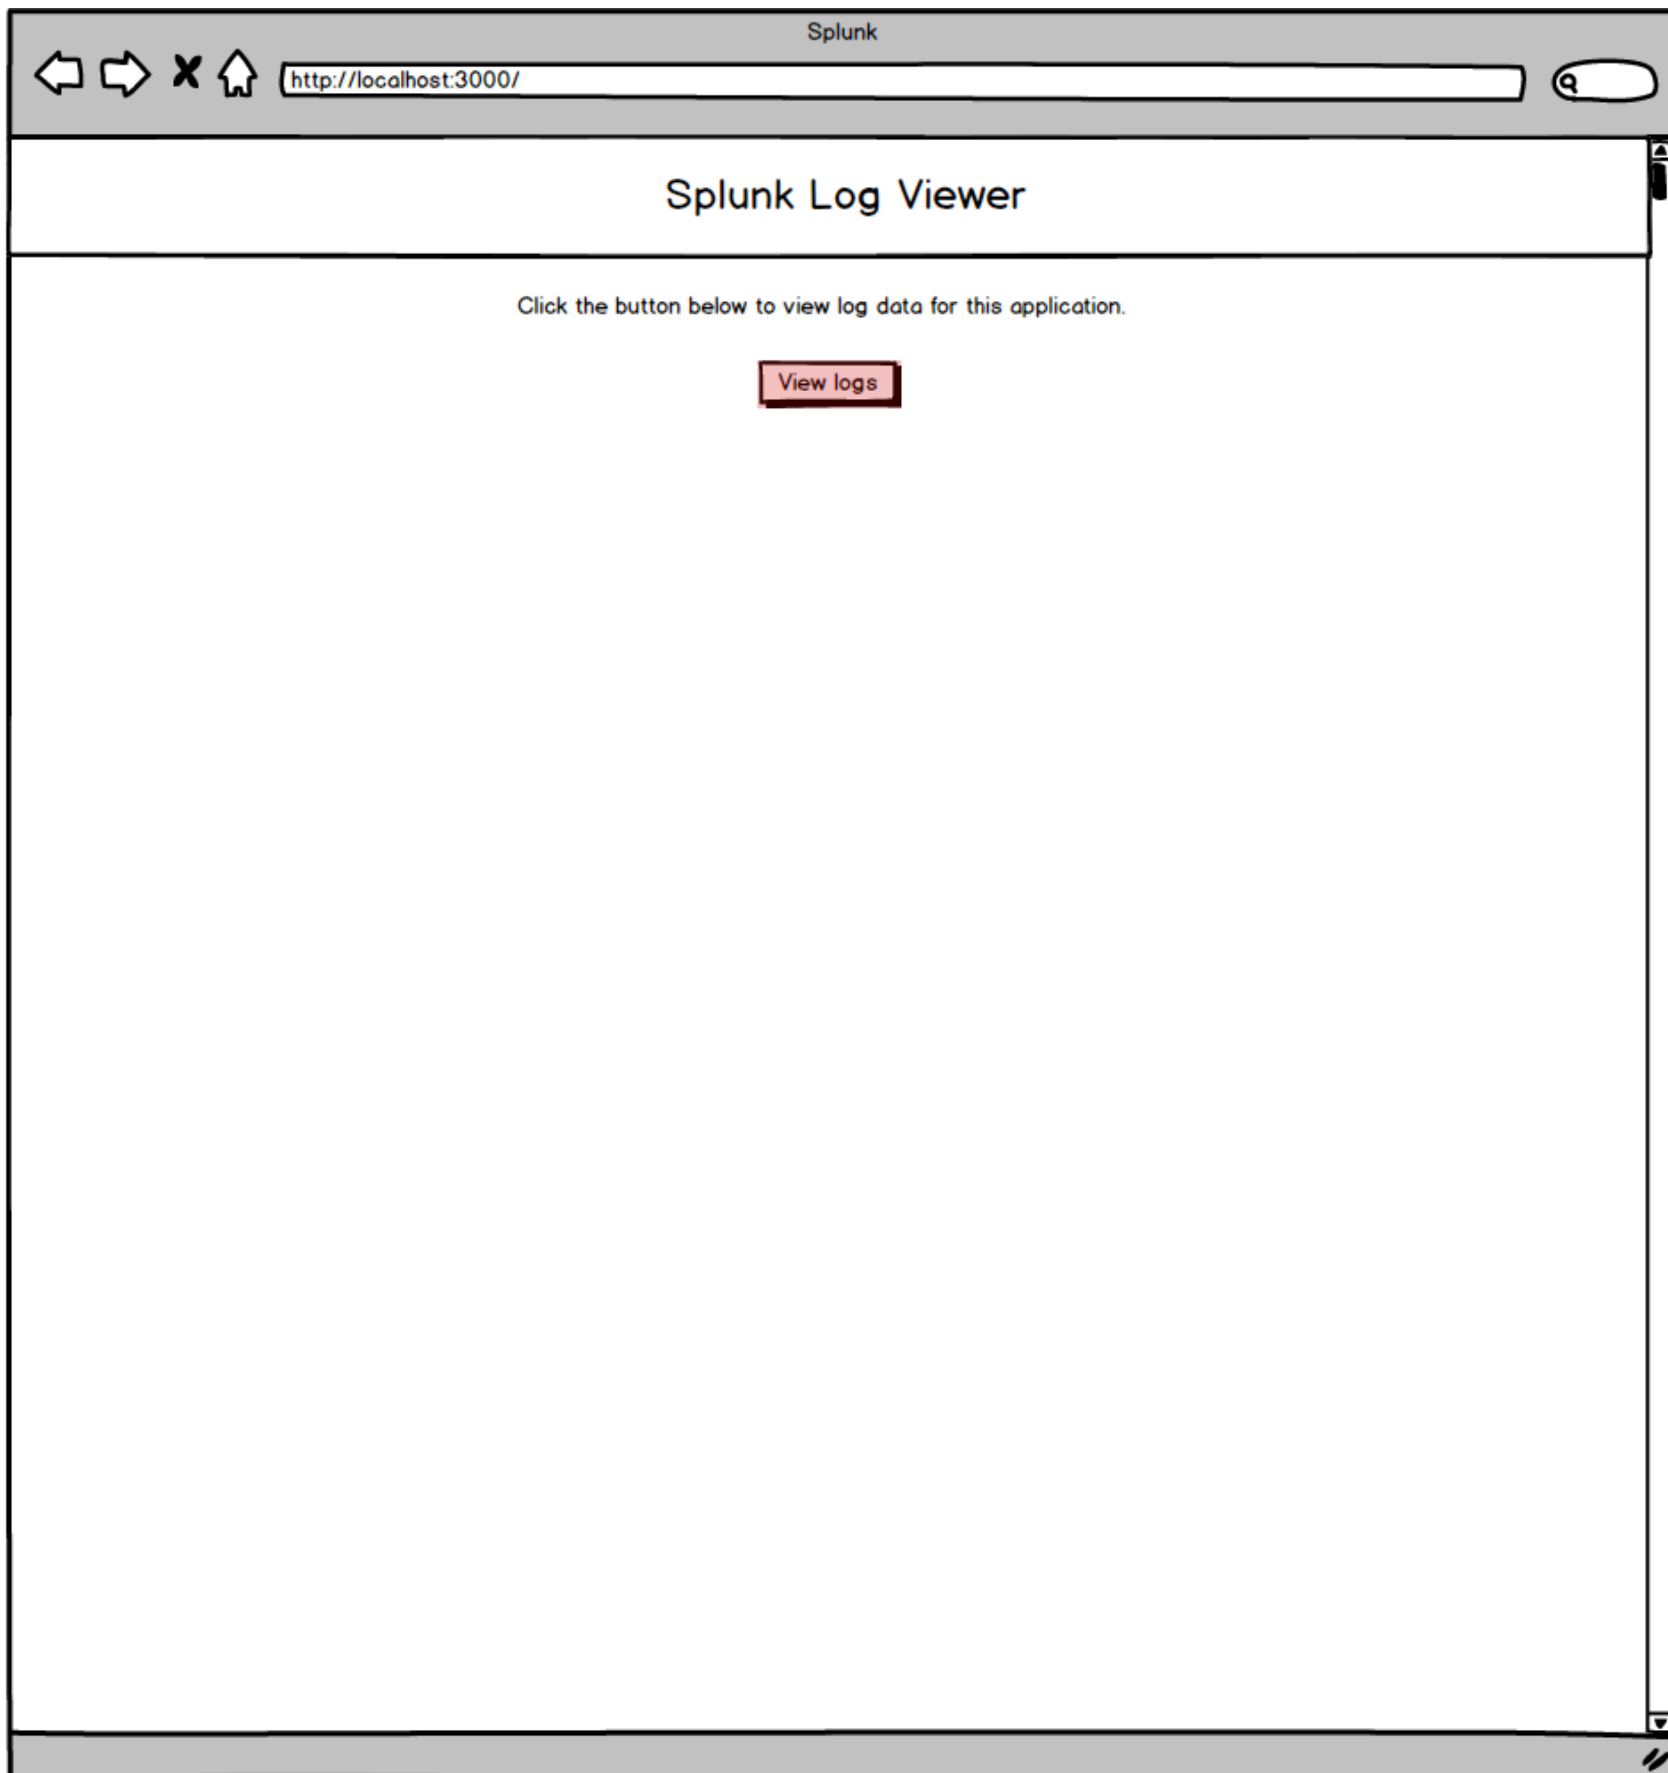 Splunk
http://localhost:3000/
Splunk Log Viewer
Click the button below to view log data for this application.
View logs